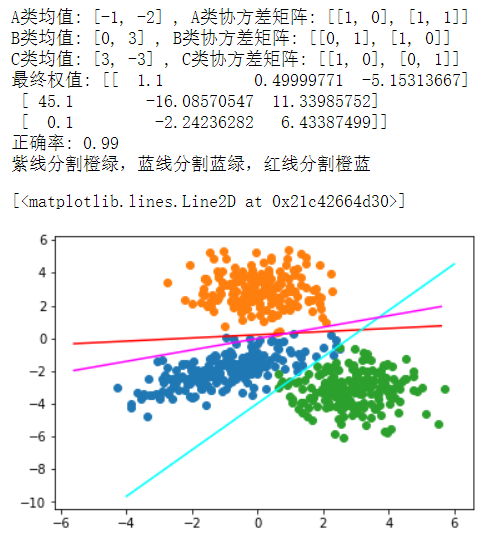 A类均值: [-1, -2] , A类协方差矩阵: [[1, 0], [1, 1]]
B类均值: [0, 3] , B类协方差矩阵: [[0, 1], [1, 0]]
C类均值: [3, -3] , C类协方差矩阵: [[1, 0], [0, 1]]
最终权值: [[ 1.1 0.49999771 -5.15313667]
[ 45.1 -16.08570547 11.33985752]
[ 0.1 -2.24236282 6.43387499]]
正确率: 0.99
紫线分割橙绿，蓝线分割蓝绿，红线分割橙蓝
[<matplotlib.lines.Line2D at 0x21c42664d30>]
6
4
2
0
−2
−4
−6
−8
−10
−6 −4 −2 0 2 4 6